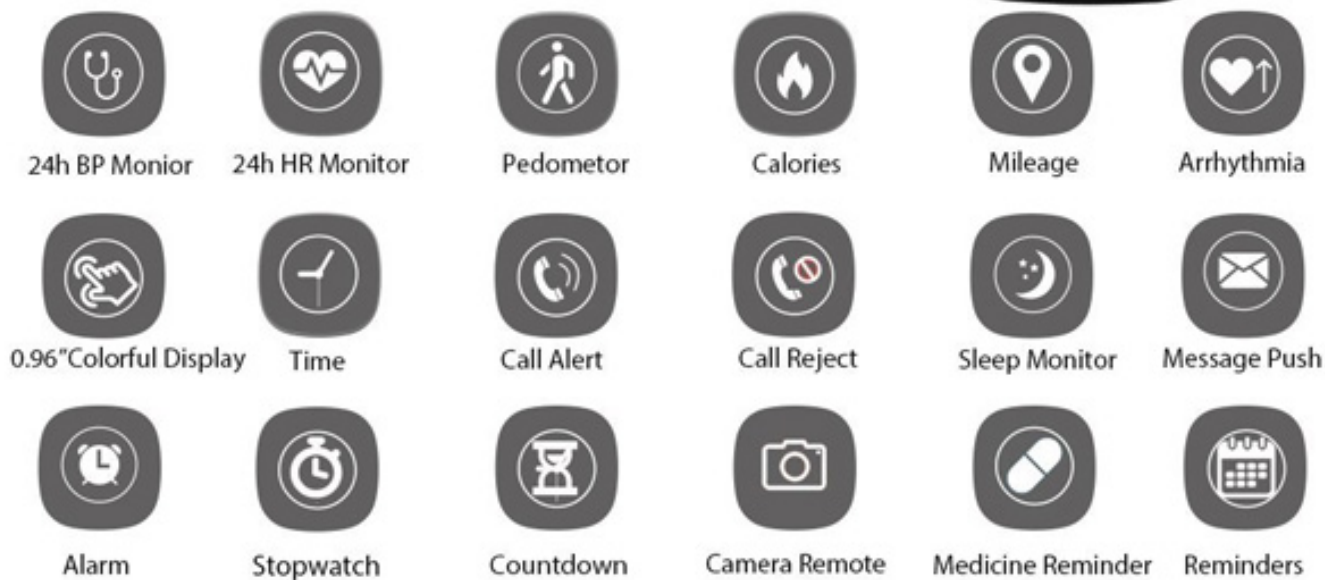 24h BP Monior 24h HR Monitor Pedometor Calories Mileage Arrhythmia
0.96"Colorful Display Time Call Alert Call Reject Sleep Monitor Message Push
Alarm Stopwatch Countdown Camera Remote Medicine Reminder Reminders